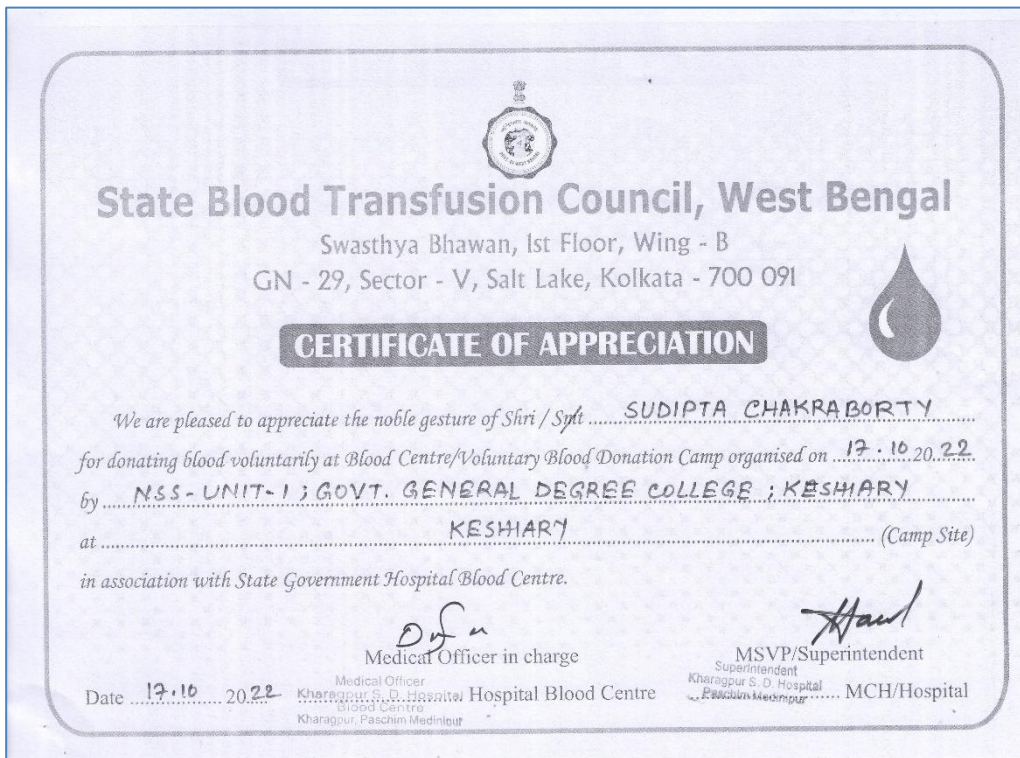 State Blood Transfusion Council, West Bengal
Swasthya Bhawan, Ist Floor, Wing - B
GN - 29, Sector - V, Salt Lake, Kolkata - 700 091
CERTIFICATE OF APPRECIATION
We are pleased to appreciate the noble gesture of Shri / Smt SUDIPTA CHAKRABORTY
for donating blood voluntarily at Blood Centre/Voluntary Blood Donation Camp organised on 17.10.2022
by NSS-UNIT-1 ; GOVT. GENERAL DEGREE COLLEGE ; KESHIARY
at KESHIARY (Camp Site)
in association with State Government Hospital Blood Centre.
Medical Officer in charge
MSVP/Superintendent
Medical Officer
Superintendent
Date 17.10 2022 Kharagpur S. D. Hospital Hospital Blood Centre
Kharagpur S. D. Hospital
Paschim Medinipur MCH/Hospital
Blood Centre
Kharagpur, Paschim Medinipur